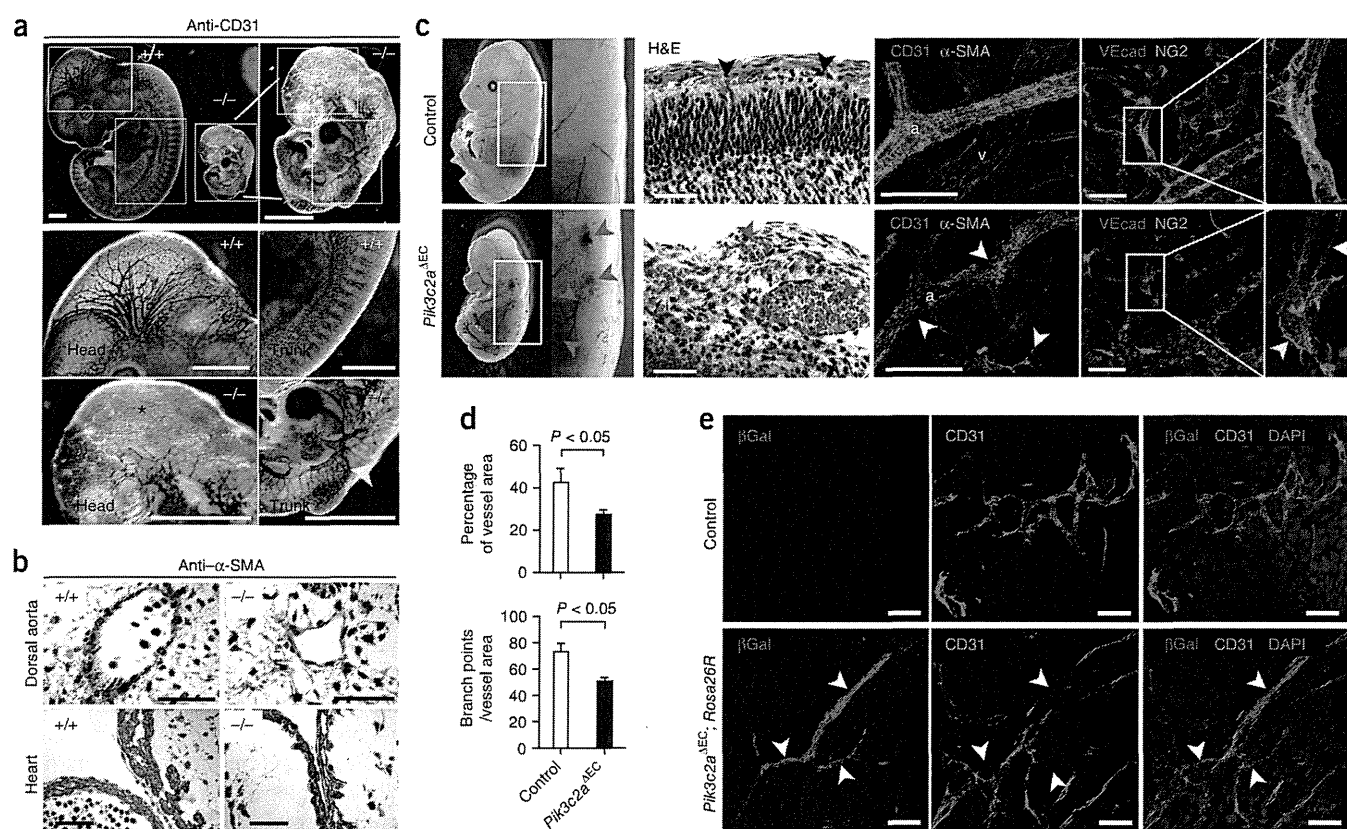 a
Anti-CD31
+/+
−/−
−/−
+/+
+/+
Head
Trunk
−/−
−/−
Head
*
Trunk
b
Anti–α-SMA
Dorsal aorta
+/+
−/−
Heart
+/+
−/−
c
Control
Pik3c2a ΔEC
H&E
CD31 α-SMA
a
v
VEcad NG2
CD31 α-SMA
a
VEcad NG2
d
P < 0.05
Percentage
of vessel area
60
40
20
0
P < 0.05
Branch points
/vessel area
100
80
60
40
20
0
Control
Pik3c2a ΔEC
e
Control
βGal
CD31
βGal CD31 DAPI
Pik3c2a ΔEC; Rosa26R
βGal
CD31
βGal CD31 DAPI